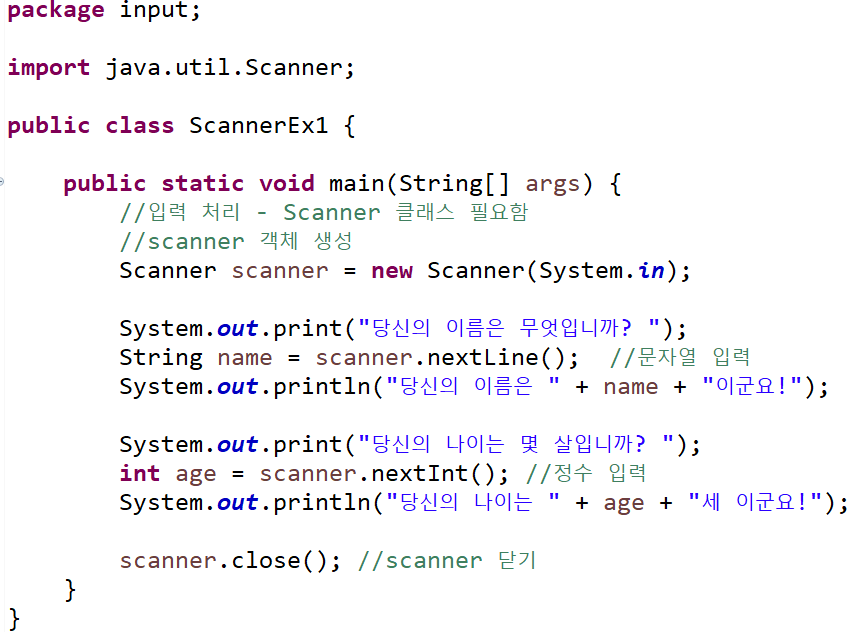 package input;
import java.util.Scanner;
public class ScannerEx1 {
public static void main(String[] args) {
//입력 처리 - Scanner 클래스 필요함
//scanner 객체 생성
Scanner scanner = new Scanner(System.in);
System.out.print("당신의 이름은 무엇입니까? ");
String name = scanner.nextLine();  //문자열 입력
System.out.println("당신의 이름은 " + name + "이군요!");
System.out.print("당신의 나이는 몇 살입니까? ");
int age = scanner.nextInt(); //정수 입력
System.out.println("당신의 나이는 " + age + "세 이군요!");
scanner.close(); //scanner 닫기
}
}